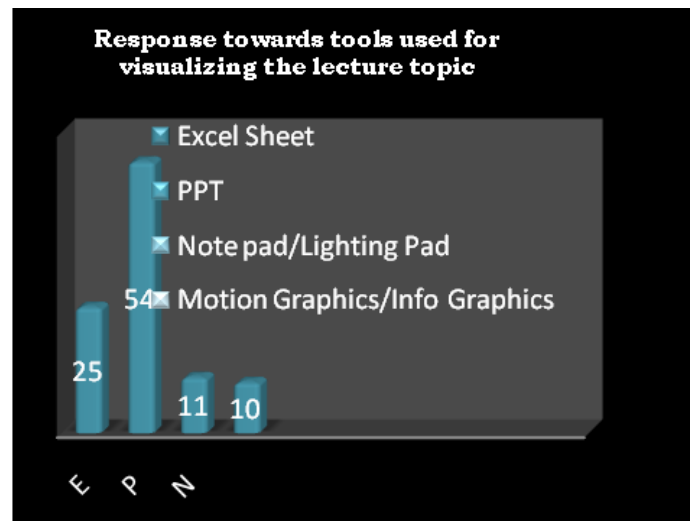 Response towards tools used for
visualizing the lecture topic
Excel Sheet
PPT
Note pad/Lighting Pad
54 Motion Graphics/Info Graphics
25
11 10
E P N